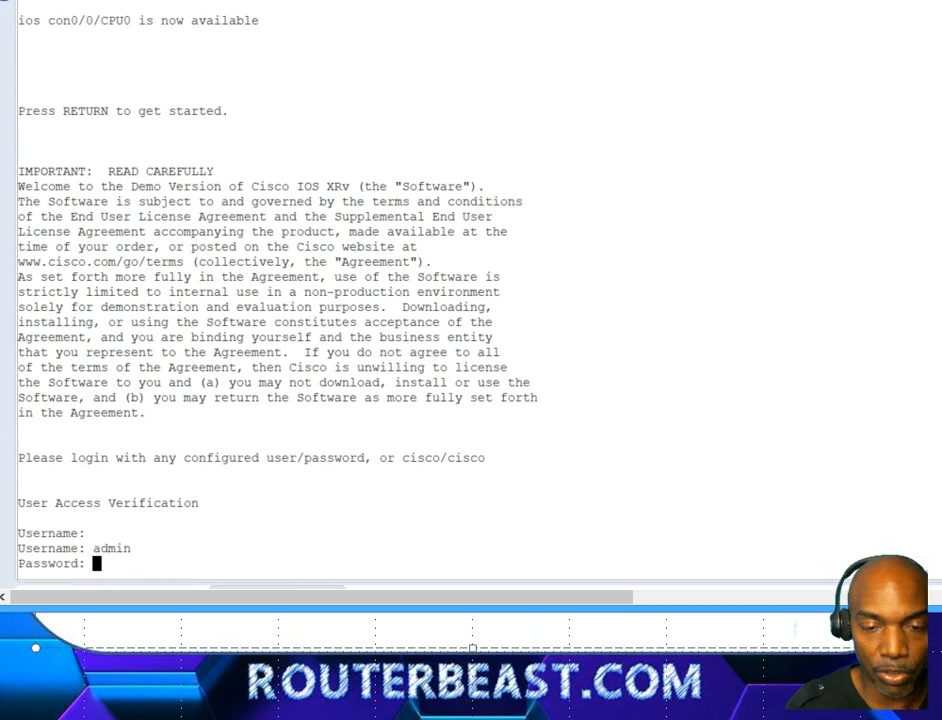 ios con0/0/CPU0 is now available
Press RETURN to get started.
IMPORTANT:  READ CAREFULLY
Welcome to the Demo Version of Cisco IOS XRv (the "Software").
The Software is subject to and governed by the terms and conditions
of the End User License Agreement and the Supplemental End User
License Agreement accompanying the product, made available at the
time of your order, or posted on the Cisco website at
www.cisco.com/go/terms (collectively, the "Agreement").
As set forth more fully in the Agreement, use of the Software is
strictly limited to internal use in a non-production environment
solely for demonstration and evaluation purposes.  Downloading,
installing, or using the Software constitutes acceptance of the
Agreement, and you are binding yourself and the business entity
that you represent to the Agreement.  If you do not agree to all
of the terms of the Agreement, then Cisco is unwilling to license
the Software to you and (a) you may not download, install or use the
Software, and (b) you may return the Software as more fully set forth
in the Agreement.
Please login with any configured user/password, or cisco/cisco
User Access Verification
Username:
Username: admin
Password:
ROUTERBEAST.COM